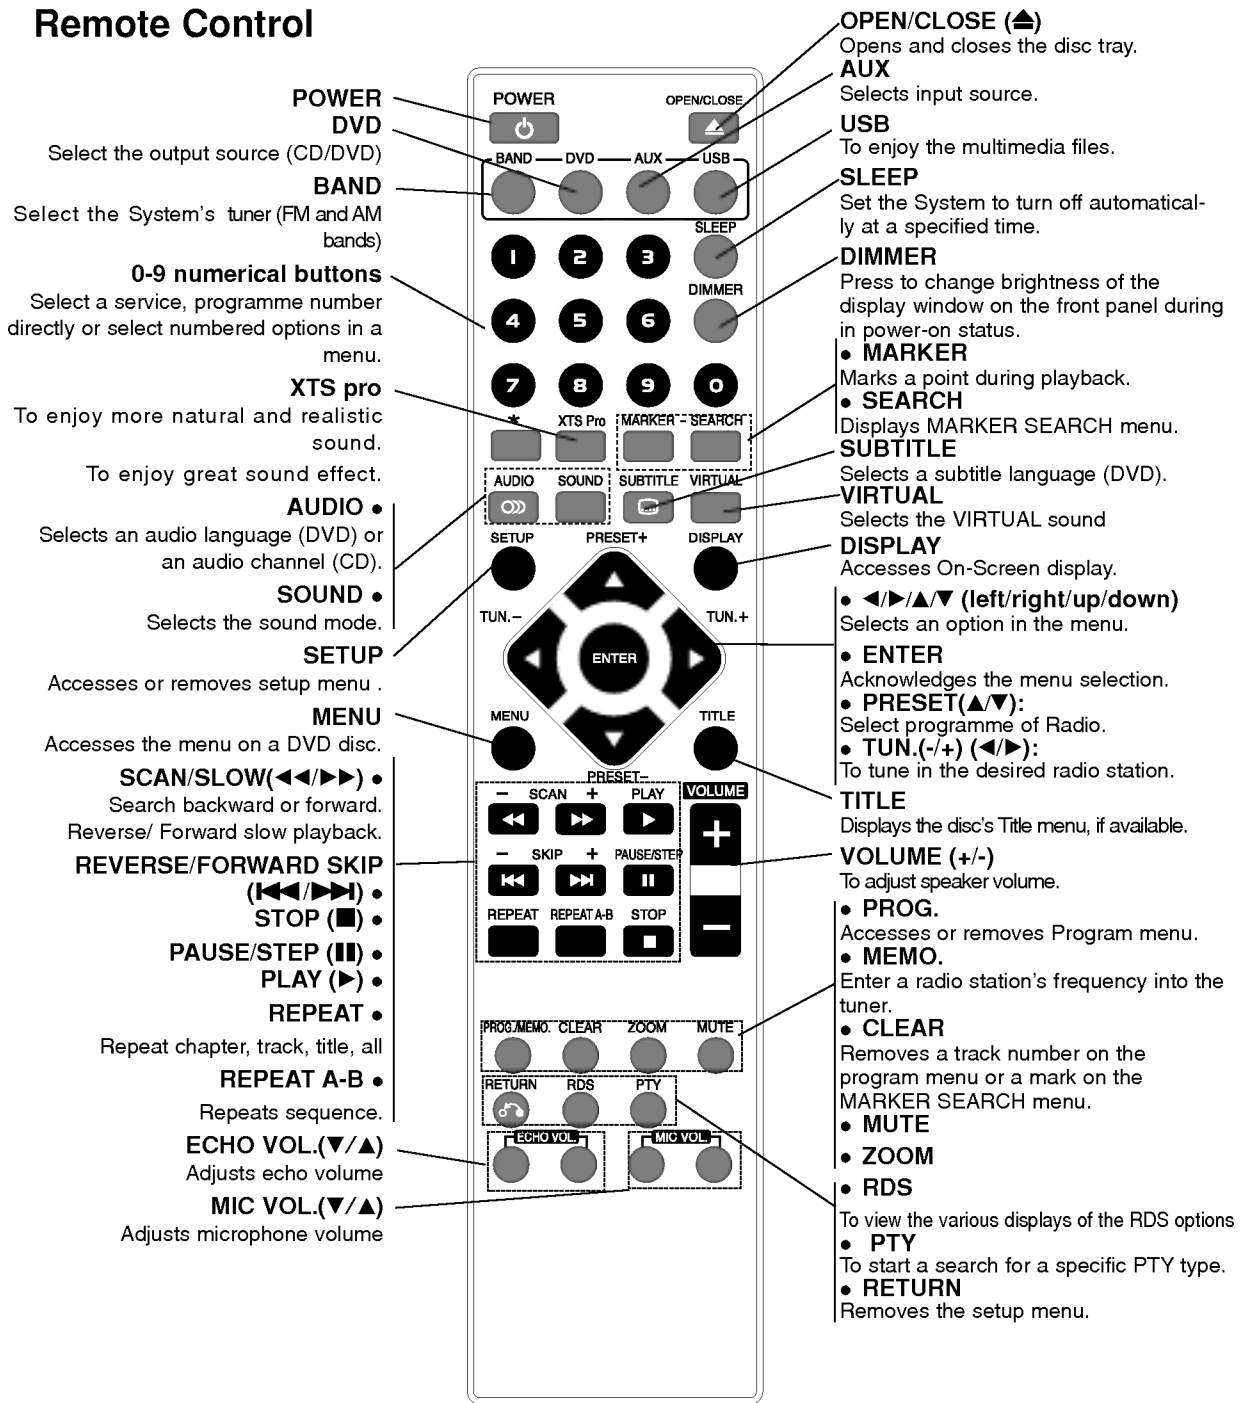 Remote Control
POWER
DVD
Select the output source (CD/DVD)
BAND
Select the System's tuner (FM and AM
bands)
0-9 numerical buttons
Select a service, programme number
directly or select numbered options in a
menu.
XTS pro
To enjoy more natural and realistic
sound.
To enjoy great sound effect.
AUDIO ●
Selects an audio language (DVD) or
an audio channel (CD).
SOUND ●
Selects the sound mode.
SETUP
Accesses or removes setup menu .
MENU
Accesses the menu on a DVD disc.
SCAN/SLOW(◀◀/▶▶) ●
Search backward or forward.
Reverse/ Forward slow playback.
REVERSE/FORWARD SKIP
(I◀◀/▶▶I) ●
STOP (■) ●
PAUSE/STEP (II) ●
PLAY (▶) ●
REPEAT ●
Repeat chapter, track, title, all
REPEAT A-B ●
Repeats sequence.
ECHO VOL.(▼/▲)
Adjusts echo volume
MIC VOL.(▼/▲)
Adjusts microphone volume
POWER
OPEN/CLOSE
BAND DVD AUX USB
1 2 3 SLEEP
DIMMER
4 5 6
7 8 9 0
* XTS Pro MARKER - SEARCH
AUDIO SOUND SUBTITLE VIRTUAL
SETUP PRESET+ DISPLAY
TUN.- TUN.+
ENTER
MENU TITLE
PRESET-
- SCAN + PLAY VOLUME
+
- SKIP + PAUSE/STEP
REPEAT REPEAT A-B STOP
-
PROG./MEMO. CLEAR ZOOM MUTE
RETURN RDS PTY
ECHO VOL. MIC VOL.
OPEN/CLOSE (⏏)
Opens and closes the disc tray.
AUX
Selects input source.
USB
To enjoy the multimedia files.
SLEEP
Set the System to turn off automatical-
ly at a specified time.
DIMMER
Press to change brightness of the
display window on the front panel during
in power-on status.
● MARKER
Marks a point during playback.
● SEARCH
Displays MARKER SEARCH menu.
SUBTITLE
Selects a subtitle language (DVD).
VIRTUAL
Selects the VIRTUAL sound
DISPLAY
Accesses On-Screen display.
● ◀/▶/▲/▼ (left/right/up/down)
Selects an option in the menu.
● ENTER
Acknowledges the menu selection.
● PRESET(▲/▼):
Select programme of Radio.
● TUN.(-/+) (◀/▶):
To tune in the desired radio station.
TITLE
Displays the disc's Title menu, if available.
VOLUME (+/-)
To adjust speaker volume.
● PROG.
Accesses or removes Program menu.
● MEMO.
Enter a radio station's frequency into the
tuner.
● CLEAR
Removes a track number on the
program menu or a mark on the
MARKER SEARCH menu.
● MUTE
● ZOOM
● RDS
To view the various displays of the RDS options
● PTY
To start a search for a specific PTY type.
● RETURN
Removes the setup menu.